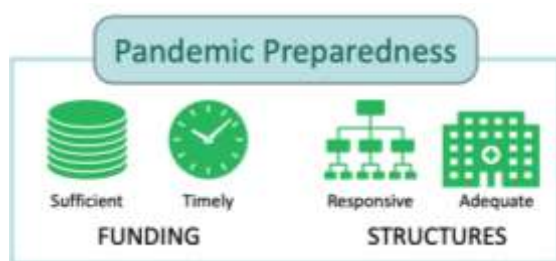 Pandemic Preparedness
Sufficient
Timely
Responsive
Adequate
FUNDING
STRUCTURES